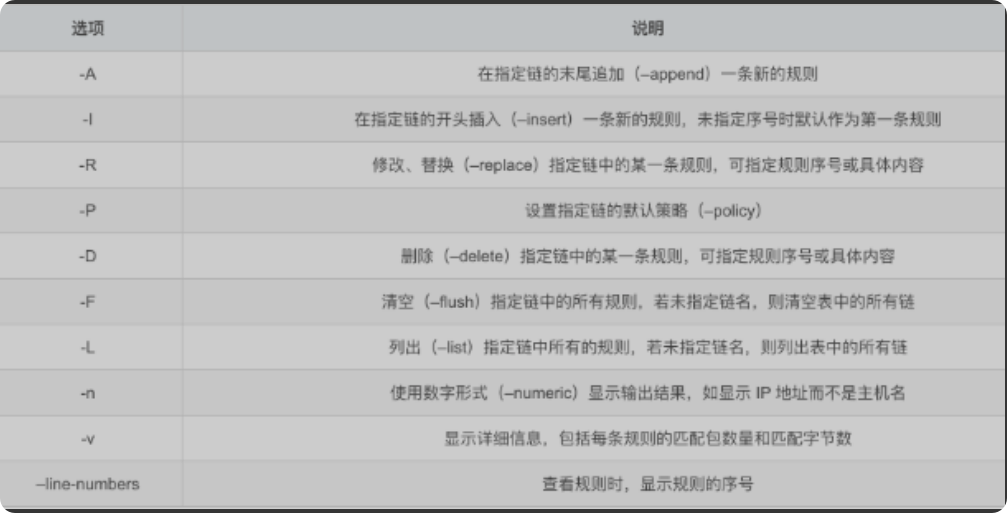 选项 说明
-A 在指定链的末尾追加（–append）一条新的规则
-I 在指定链的开头插入（–insert）一条新的规则，未指定序号时默认作为第一条规则
-R 修改、替换（–replace）指定链中的某一条规则，可指定规则序号或具体内容
-P 设置指定链的默认策略（–policy）
-D 删除（–delete）指定链中的某一条规则，可指定规则序号或具体内容
-F 清空（–flush）指定链中的所有规则，若未指定链名，则清空表中的所有链
-L 列出（–list）指定链中所有的规则，若未指定链名，则列出表中的所有链
-n 使用数字形式（–numeric）显示输出结果，如显示 IP 地址而不是主机名
-v 显示详细信息，包括每条规则的匹配包数量和匹配字节数
–line-numbers 查看规则时，显示规则的序号